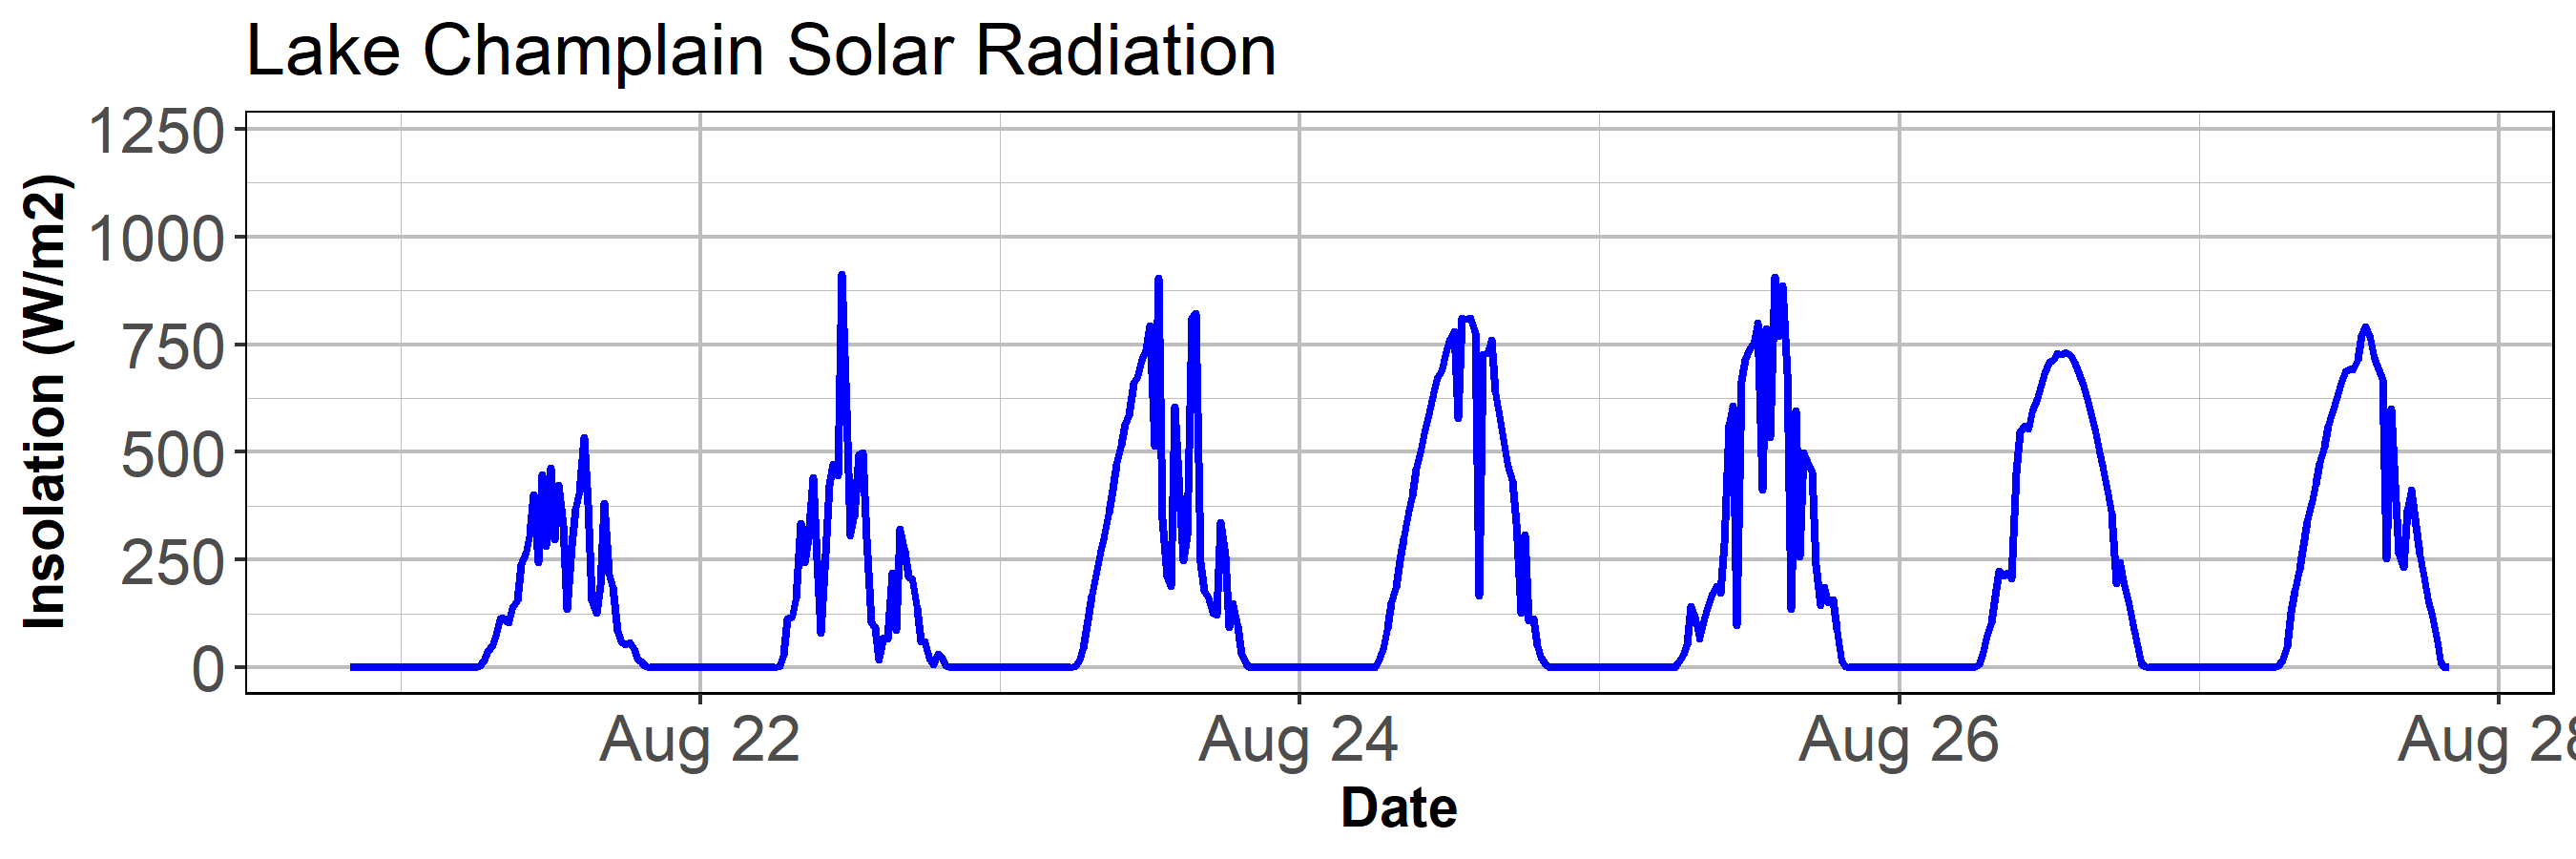 Lake Champlain Solar Radiation
1250
1000
750
500
250
0
Insolation (W/m2)
Aug 22 Aug 24 Aug 26 Aug 28
Date